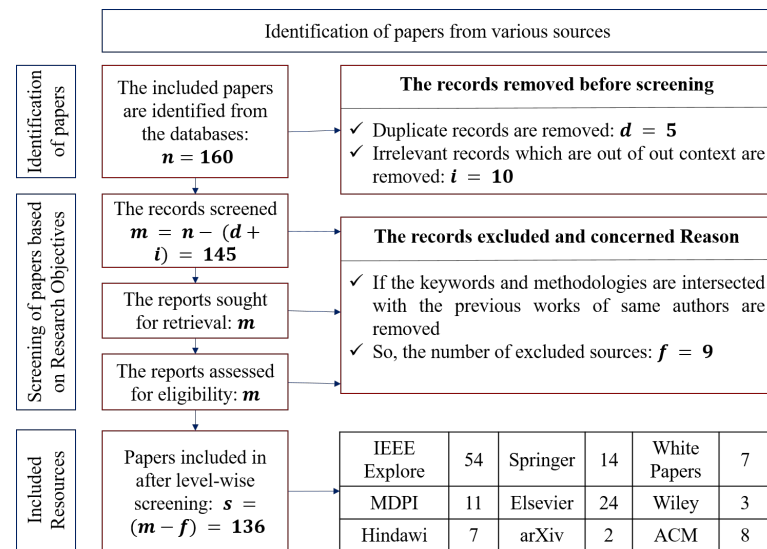 Identification of papers from various sources
Identification
of papers
The included papers
are identified from
the databases:
n = 160
The records removed before screening
✓ Duplicate records are removed: d = 5
✓ Irrelevant records which are out of out context are
removed: i = 10
Screening of papers based
on Research Objectives
The records screened
m = n − (d +
i) = 145
The reports sought
for retrieval: m
The reports assessed
for eligibility: m
The records excluded and concerned Reason
✓ If the keywords and methodologies are intersected
with the previous works of same authors are
removed
✓ So, the number of excluded sources: f = 9
Included
Resources
Papers included in
after level-wise
screening: s =
(m − f) = 136
IEEE
Explore
54
Springer
14
White
Papers
7
MDPI
11
Elsevier
24
Wiley
3
Hindawi
7
arXiv
2
ACM
8